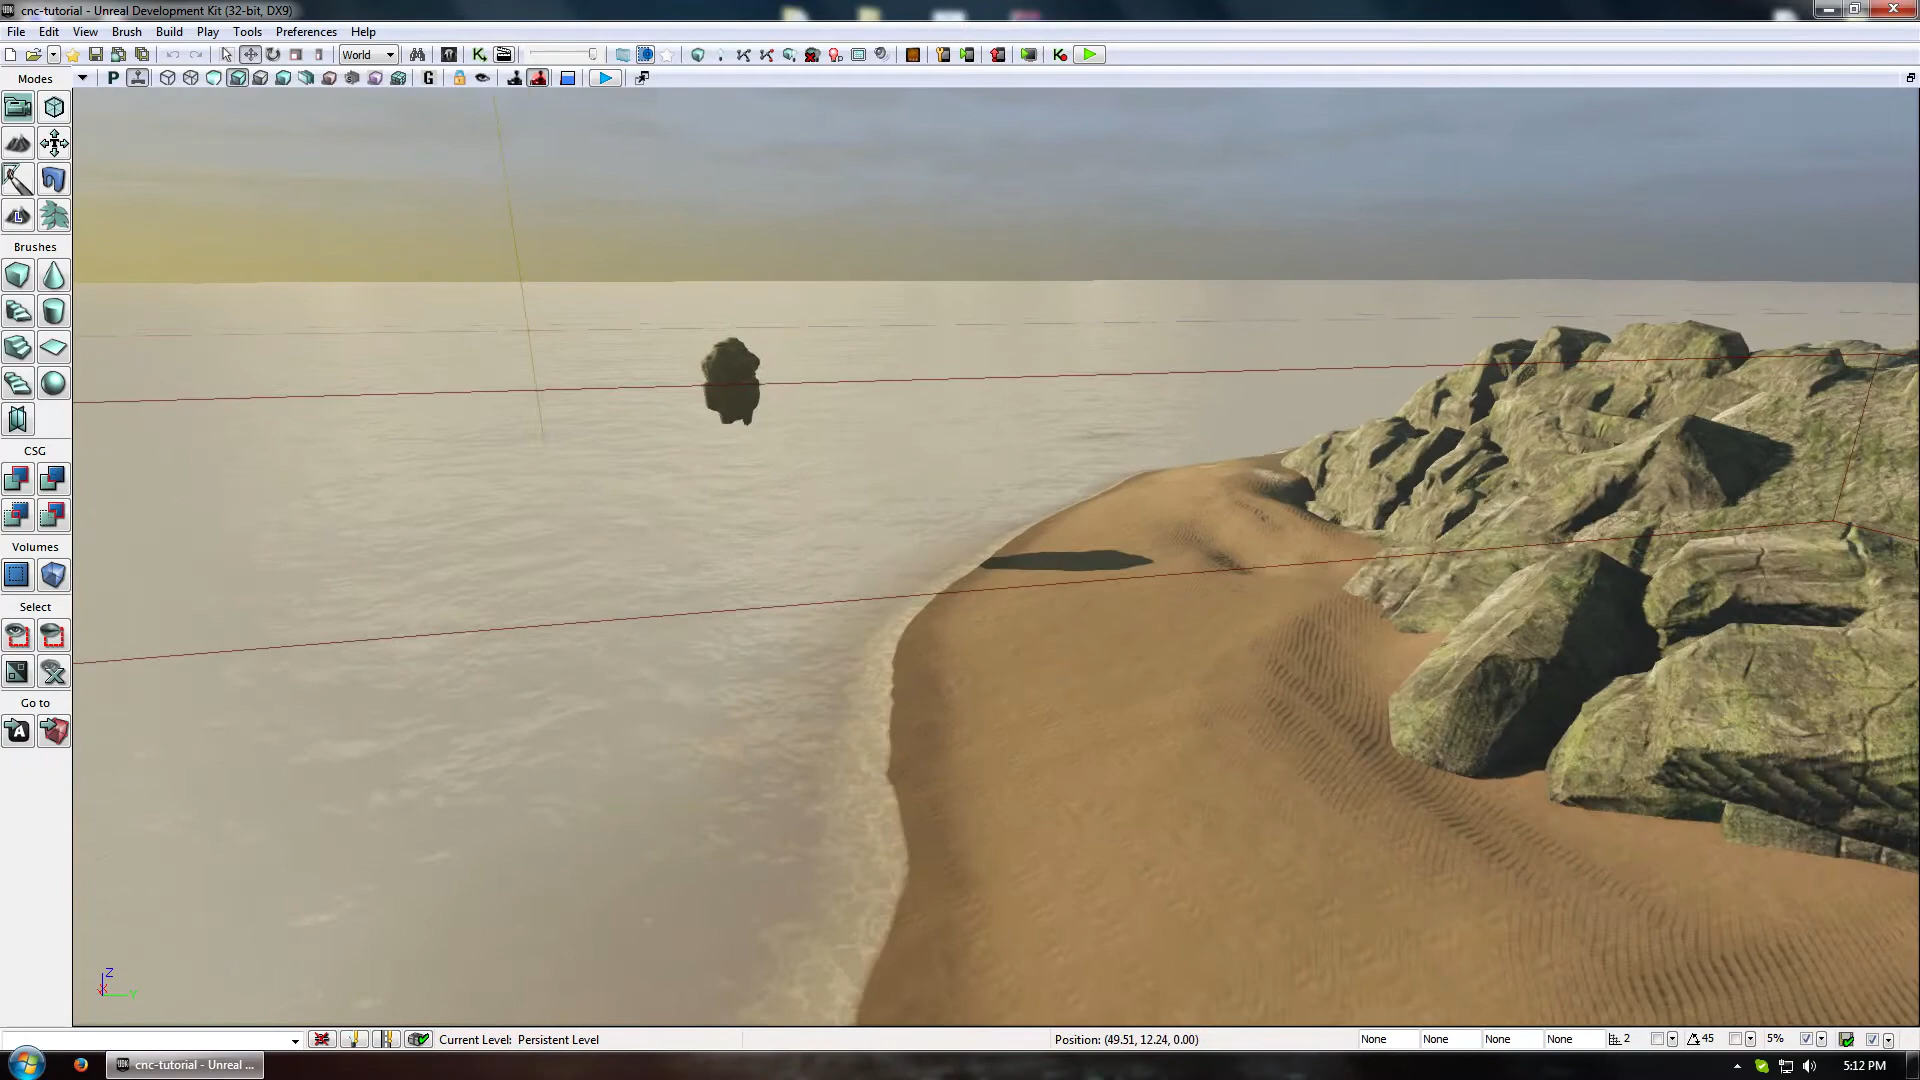 cnc-tutorial - Unreal Development Kit (32-bit, DX9)
File Edit View Brush Build Play Tools Preferences Help
World
Modes
P
G
L
Brushes
CSG
Volumes
Select
Go to
A
Z
X
Y
Current Level: Persistent Level
Position: (49.51, 12.24, 0.00)
None None None None 2 45 5%
cnc-tutorial - Unreal ...
5:12 PM